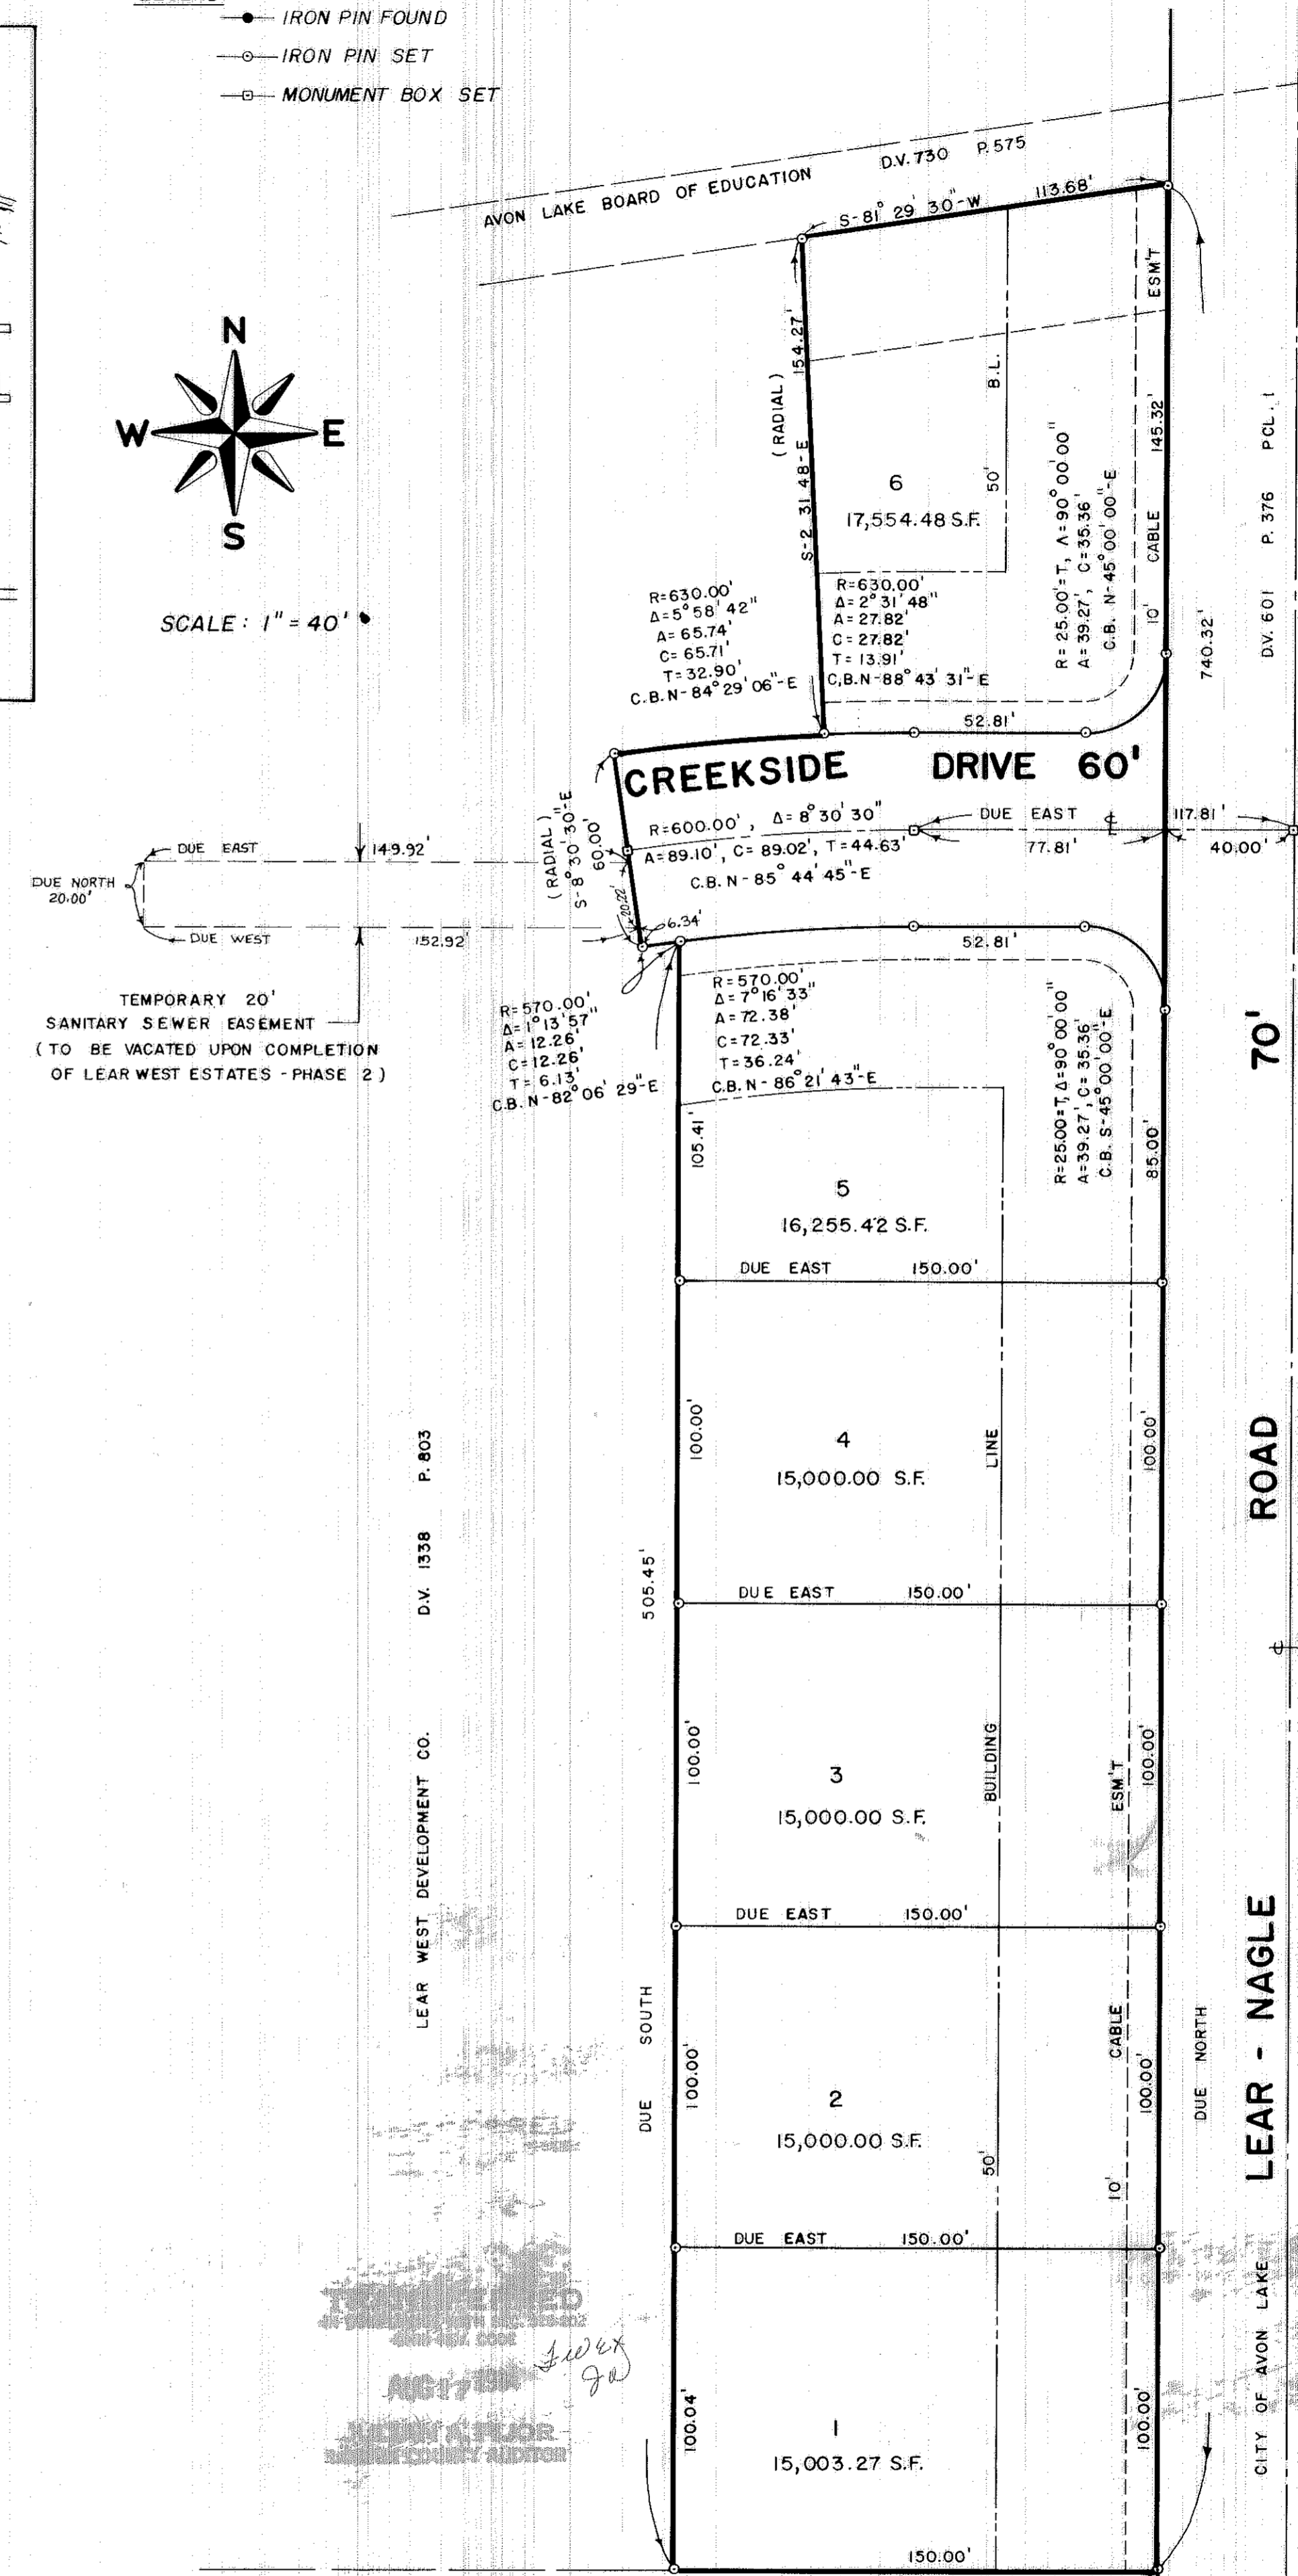 IRON PIN FOUND
IRON PIN SET
MONUMENT BOX SET
AVON LAKE BOARD OF EDUCATION D.V. 730 P. 575
S-81° 29' 30"-W 113.68'
N
W E
S
SCALE: 1" = 40'
(RADIAL)
S-2 31 48-E 154.27'
6
17,554.48 S.F.
50' B.L.
R=630.00'
Δ=5°58'42"
A=65.74'
C=65.71'
T=32.90'
C.B. N-84°29'06"-E
R=630.00'
Δ=2°31'48"
A=27.82'
C=27.82'
T=13.91'
C.B. N-88°43'31"-E
R=25.00'=T, Δ=90°00'00"
A=39.27', C=35.36'
C.B. N-45°00'00"-E
10' CABLE ESM'T
145.32'
740.32'
D.V. 601 P. 376 PCL. 1
52.81'
CREEKSIDE DRIVE 60'
(RADIAL)
S-8°30'30"-E
60.00'
R=600.00', Δ=8°30'30"
A=89.10', C=89.02', T=44.63'
C.B. N-85°44'45"-E
DUE EAST 117.81'
77.81' 40.00'
DUE EAST 149.92'
DUE NORTH
20.00'
DUE WEST 152.92'
20.22'
6.34'
52.81'
TEMPORARY 20'
SANITARY SEWER EASEMENT
(TO BE VACATED UPON COMPLETION
OF LEAR WEST ESTATES - PHASE 2)
R=570.00'
Δ=1°13'57"
A=12.26'
C=12.26'
T=6.13'
C.B. N-82°06'29"-E
R=570.00'
Δ=7°16'33"
A=72.38'
C=72.33'
T=36.24'
C.B. N-86°21'43"-E
R=25.00=T, Δ=90°00'00"
A=39.27', C=35.36'
C.B. S-45°00'00"-E
85.00'
70'
105.41'
5
16,255.42 S.F.
DUE EAST 150.00'
100.00'
4
15,000.00 S.F.
LINE
100.00'
ROAD
D.V. 1338 P. 803
505.45'
DUE EAST 150.00'
100.00'
3
15,000.00 S.F.
BUILDING
ESM'T
100.00'
LEAR WEST DEVELOPMENT CO.
DUE EAST 150.00'
DUE SOUTH
100.00'
2
15,000.00 S.F.
50'
10' CABLE
100.00'
DUE NORTH
LEAR - NAGLE
DUE EAST 150.00'
100.04'
1
15,003.27 S.F.
100.00'
CITY OF AVON LAKE
COUNTY AUDITOR
150.00'